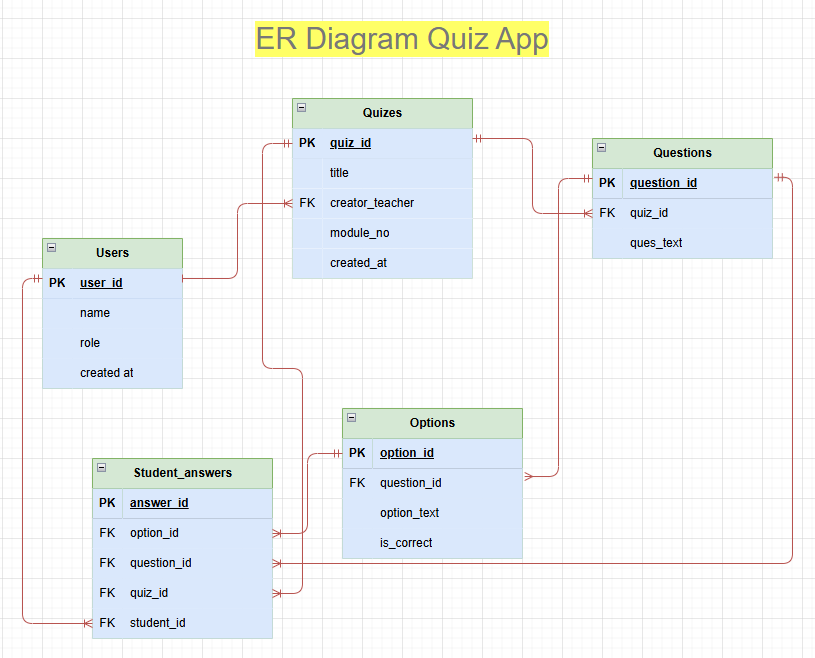 ER Diagram Quiz App
Quizes
PK quiz_id
title
FK creator_teacher
module_no
created_at
Questions
PK question_id
FK quiz_id
ques_text
Users
PK user_id
name
role
created at
Options
PK option_id
FK question_id
option_text
is_correct
Student_answers
PK answer_id
FK option_id
FK question_id
FK quiz_id
FK student_id